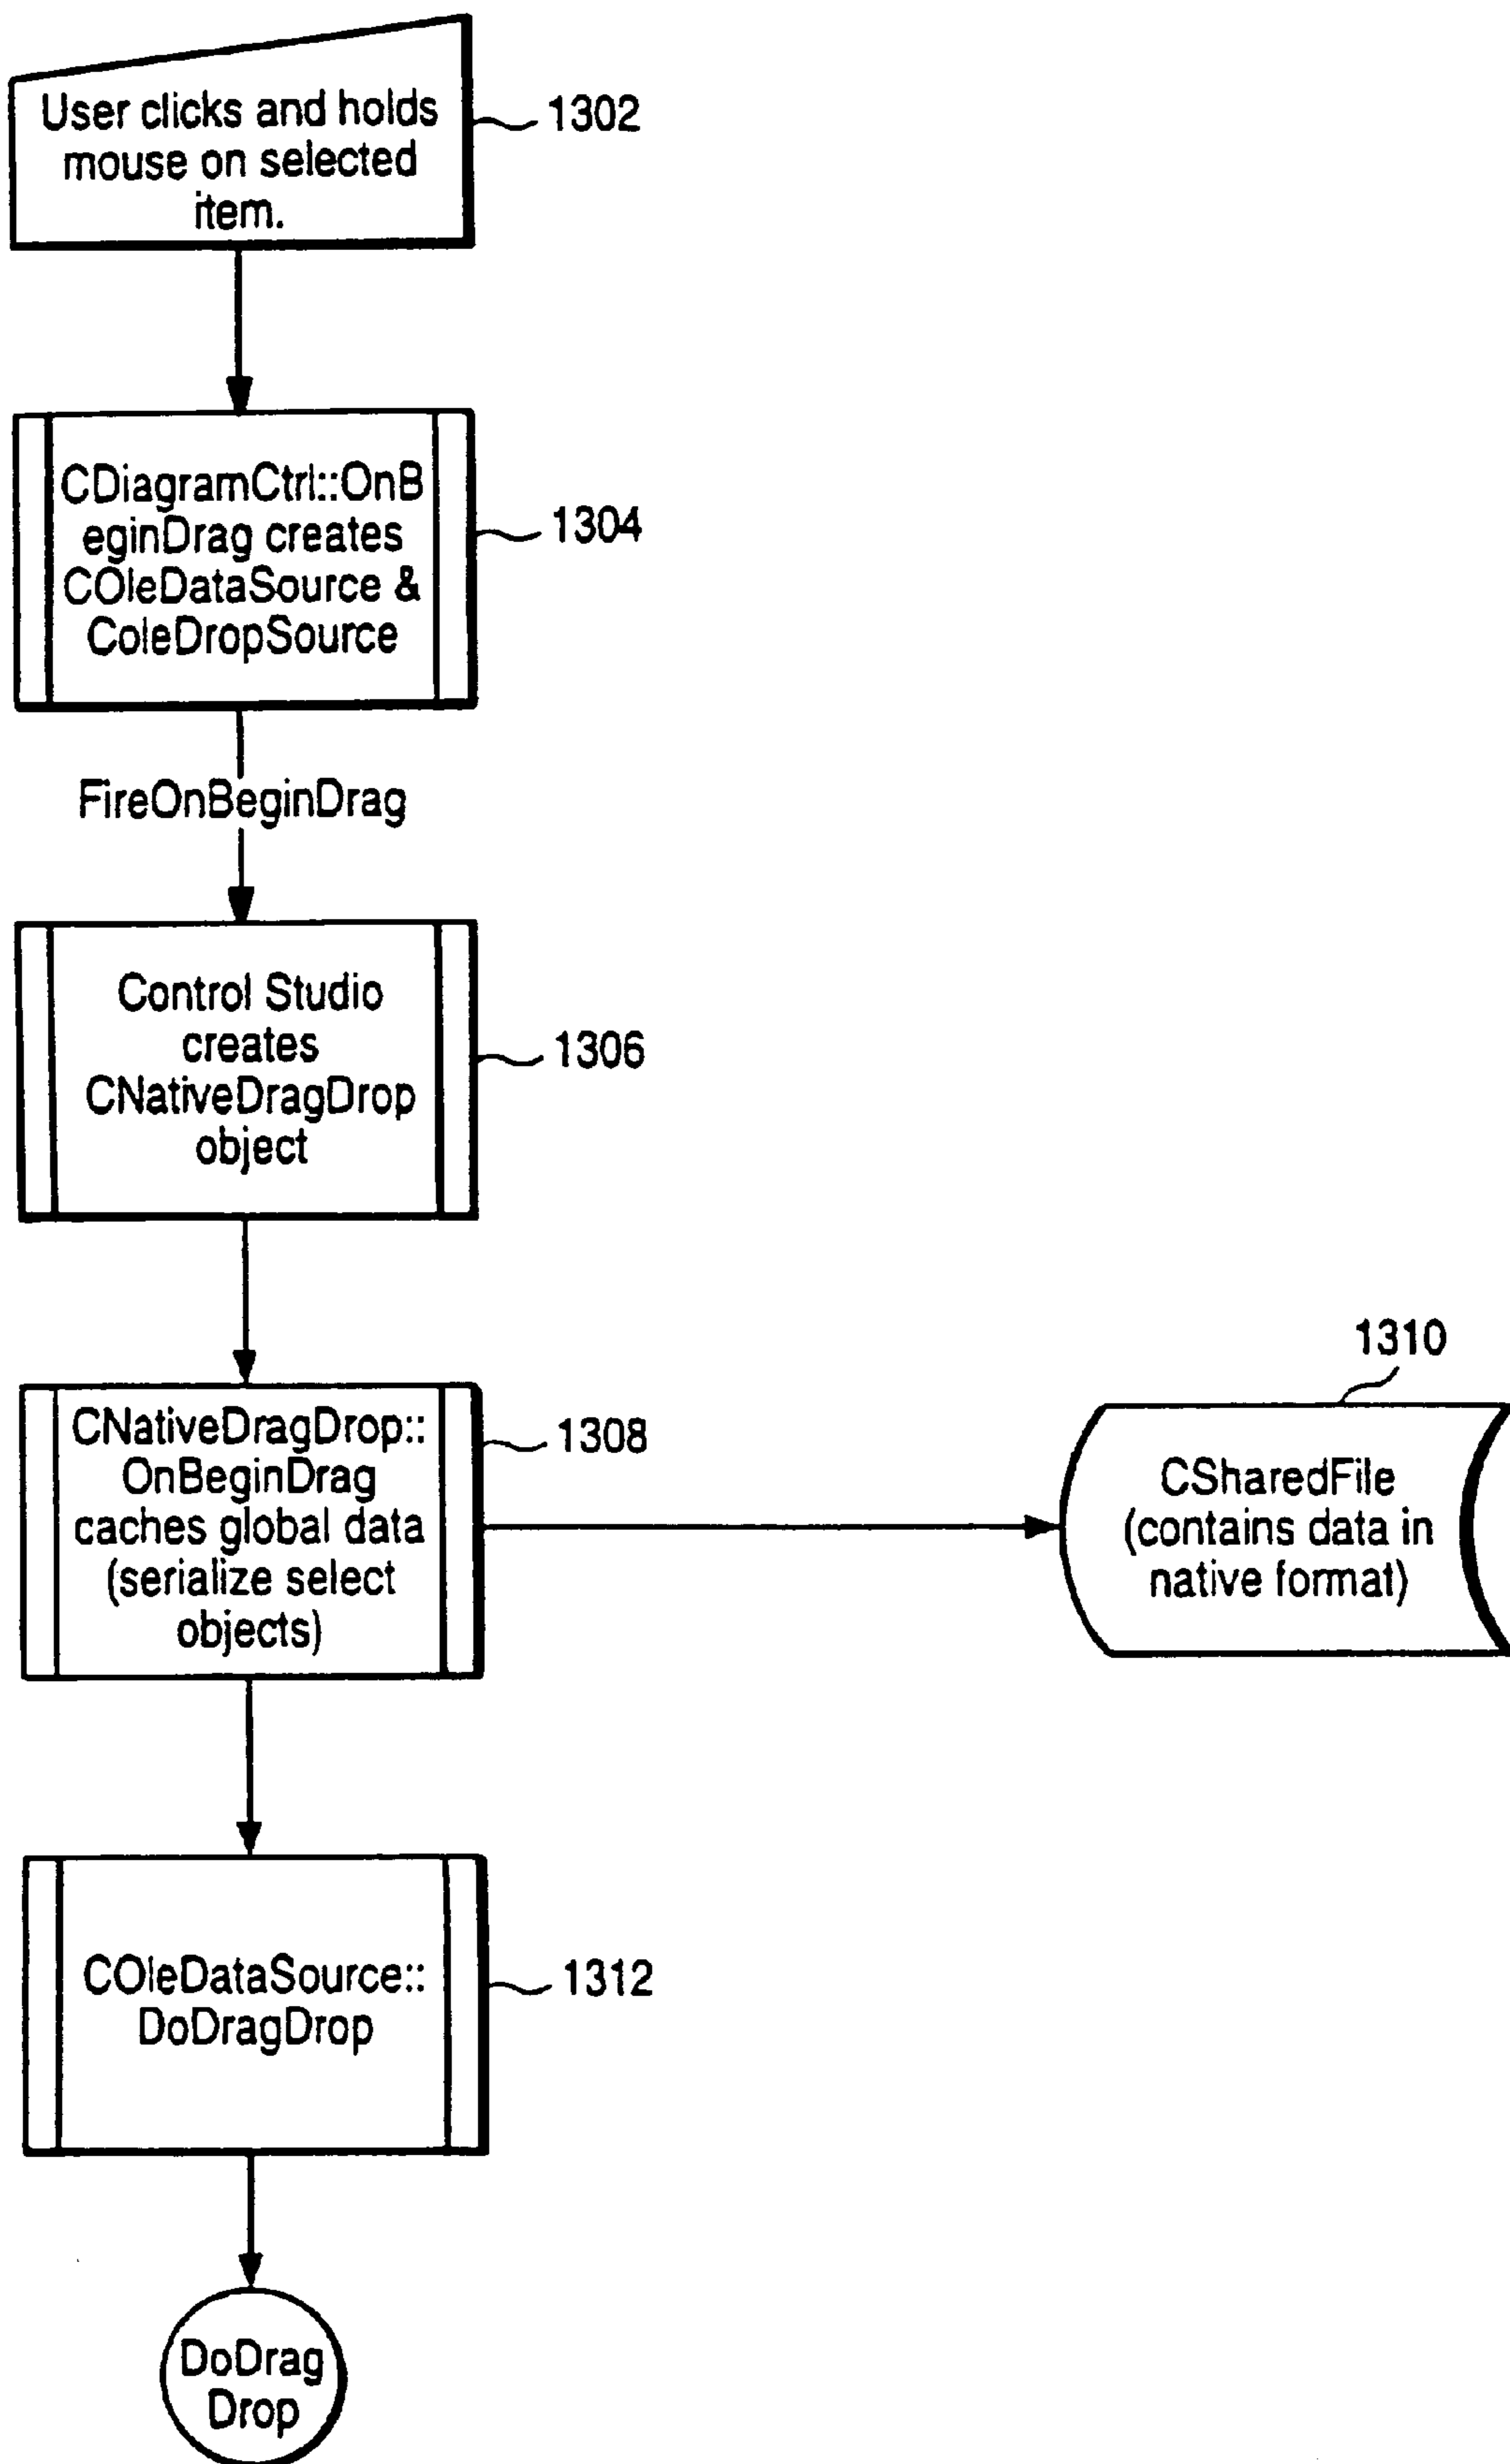 User clicks and holds
mouse on selected
item.
1302
CDiagramCtrl::OnB
eginDrag creates
COleDataSource &
ColeDropSource
1304
FireOnBeginDrag
Control Studio
creates
CNativeDragDrop
object
1306
CNativeDragDrop::
OnBeginDrag
caches global data
(serialize select
objects)
1308
1310
CSharedFile
(contains data in
native format)
COleDataSource::
DoDragDrop
1312
DoDrag
Drop